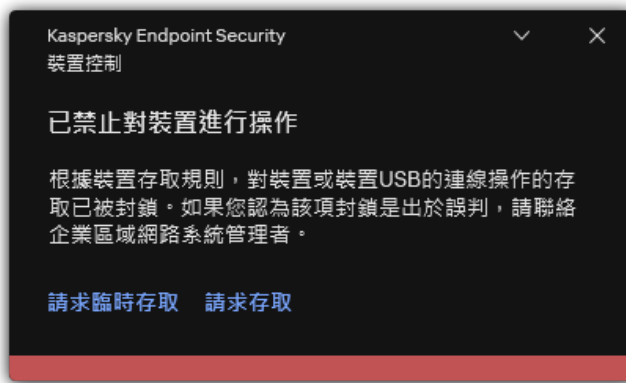 Kaspersky Endpoint Security
裝置控制
已禁止對裝置進行操作
根據裝置存取規則，對裝置或裝置USB的連線操作的存
取已被封鎖。如果您認為該項封鎖是出於誤判，請聯絡
企業區域網路系統管理者。
請求臨時存取 請求存取